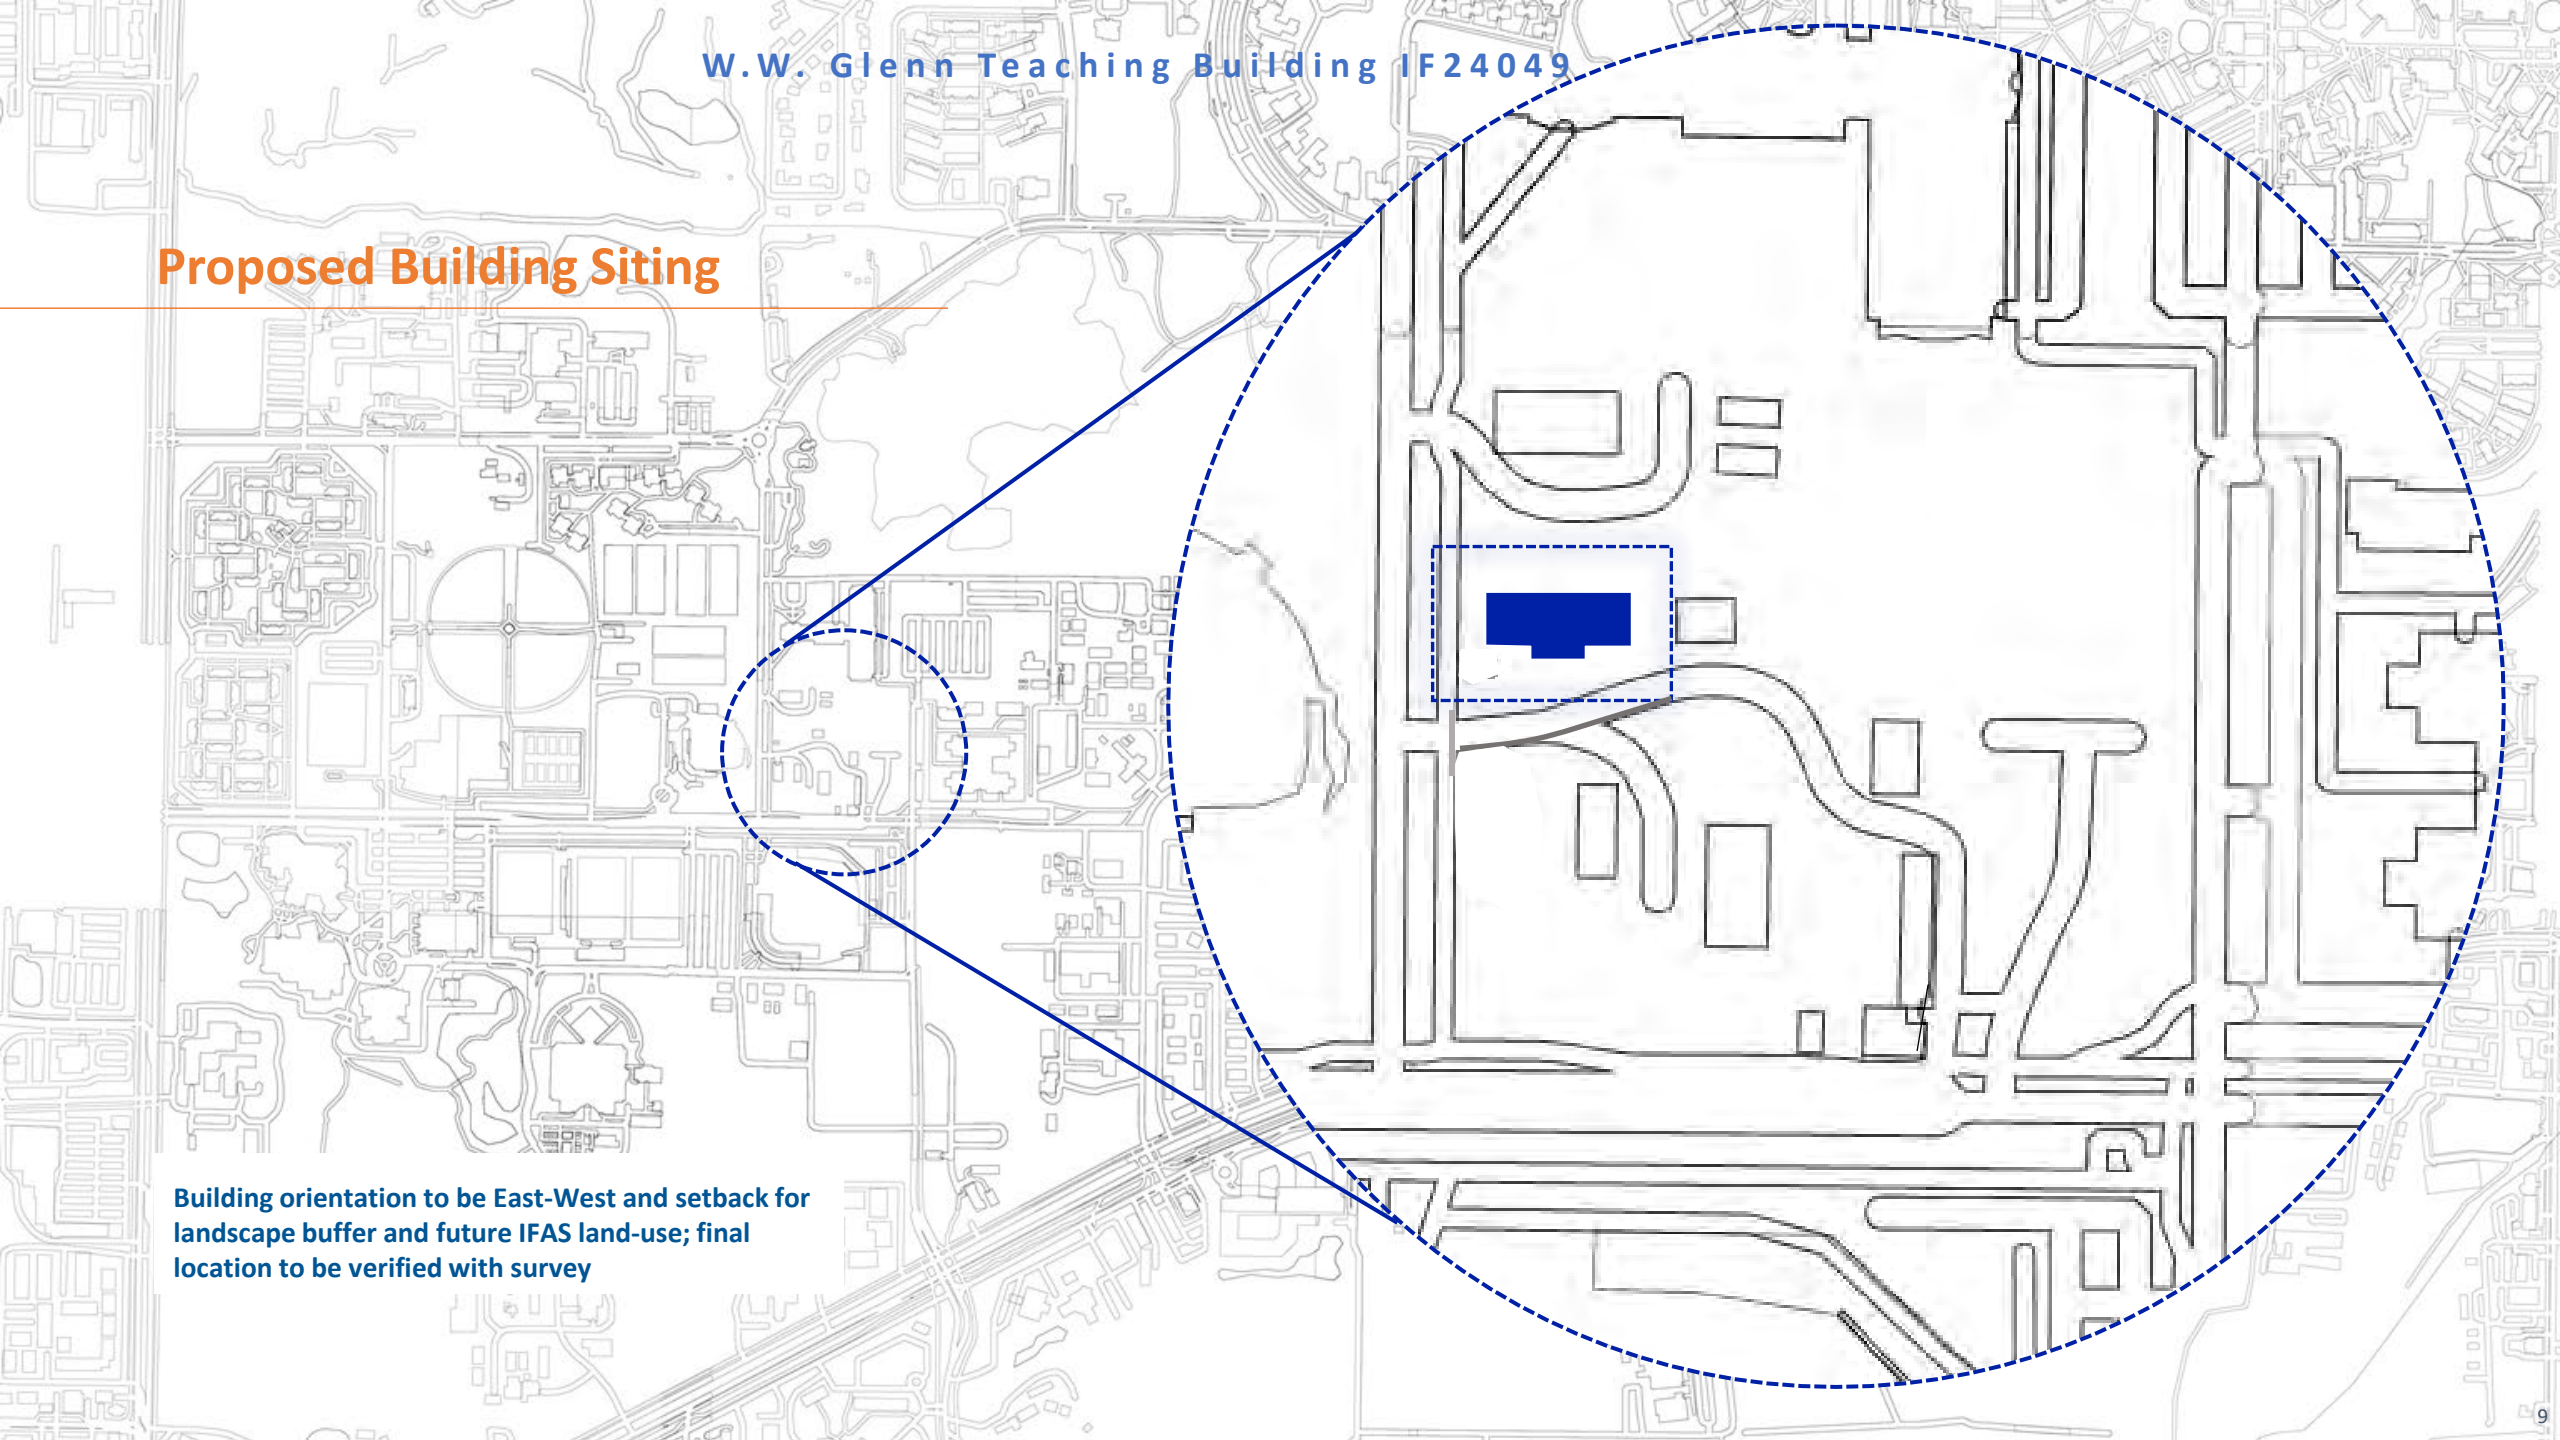 W.W. Glenn Teaching Building IF24049
Proposed Building Siting
Building orientation to be East-West and setback for
landscape buffer and future IFAS land-use; final
location to be verified with survey
9